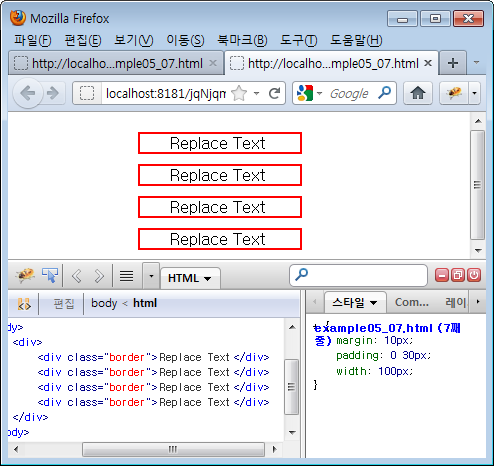 Mozilla Firefox
파일(F) 편집(E) 보기(V) 이동(S) 북마크(B) 도구(T) 도움말(H)
http://localho...mple05_07.html http://localho...mple05_07.html
localhost:8181/jqNjqm Google
Replace Text
Replace Text
Replace Text
Replace Text
HTML
편집 body < html
스타일 Com... 레이
dy>
<div>
<div class="border">Replace Text</div>
<div class="border">Replace Text</div>
<div class="border">Replace Text</div>
<div class="border">Replace Text</div>
</div>
body>
example05_07.html (7째
줄) margin: 10px;
padding: 0 30px;
width: 100px;
}